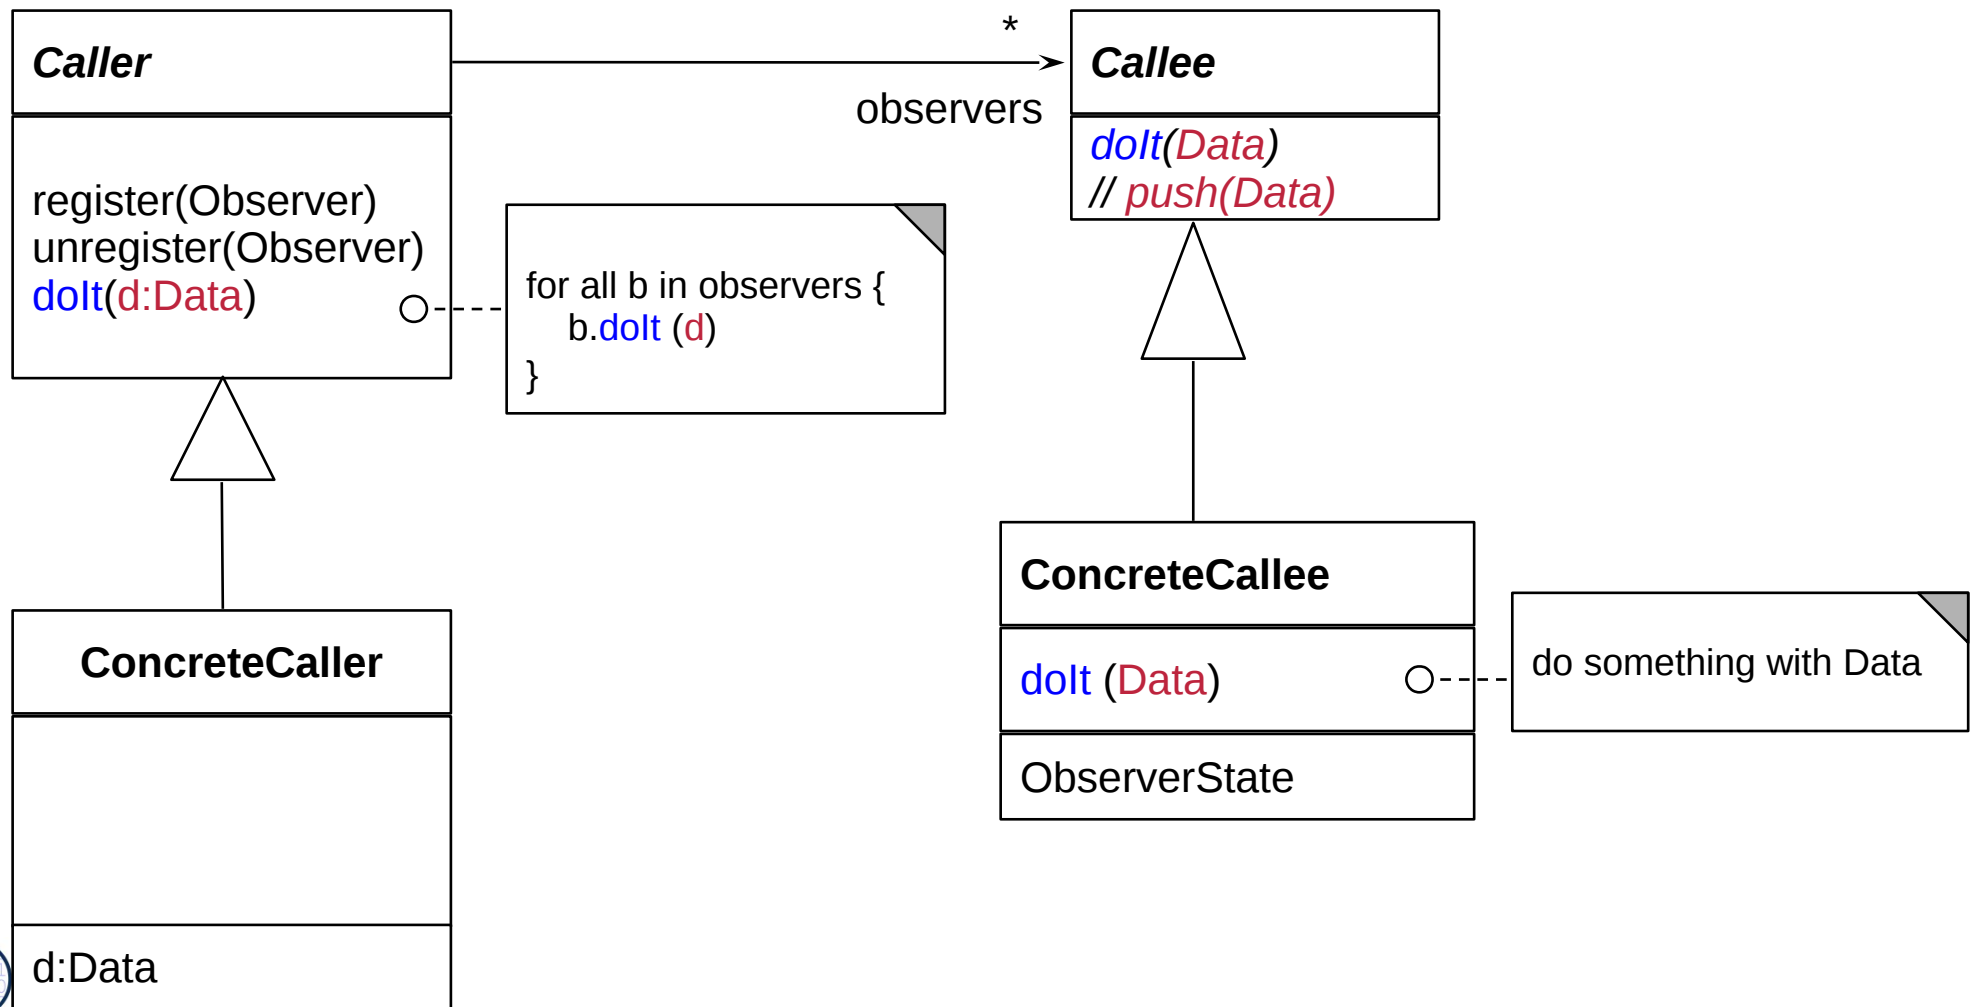 Caller
register(Observer)
unregister(Observer)
doIt(d:Data)
*
observers
Callee
doIt(Data)
// push(Data)
for all b in observers {
b.doIt (d)
}
ConcreteCaller
d:Data
ConcreteCallee
doIt (Data)
ObserverState
do something with Data